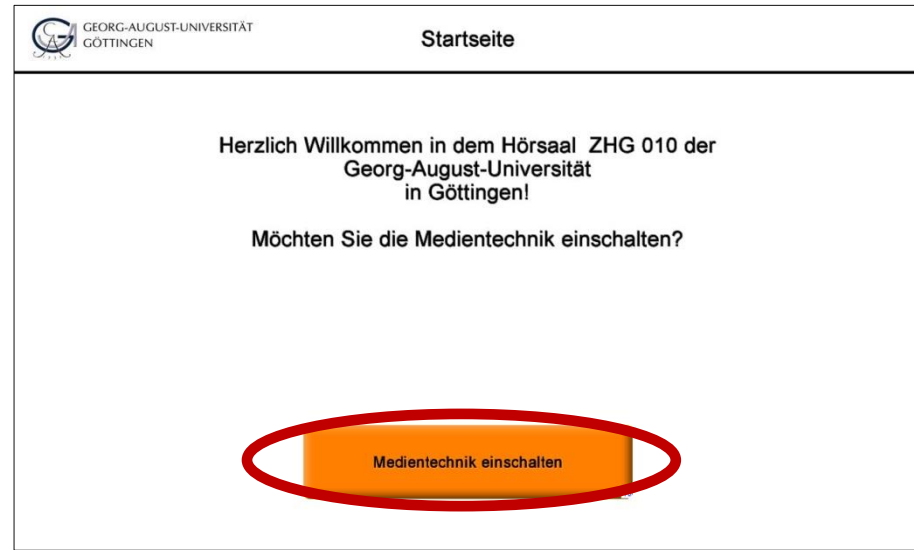 GEORG-AUGUST-UNIVERSITÄT
GÖTTINGEN
Startseite
Herzlich Willkommen in dem Hörsaal ZHG 010 der
Georg-August-Universität
in Göttingen!
Möchten Sie die Medientechnik einschalten?
Medientechnik einschalten